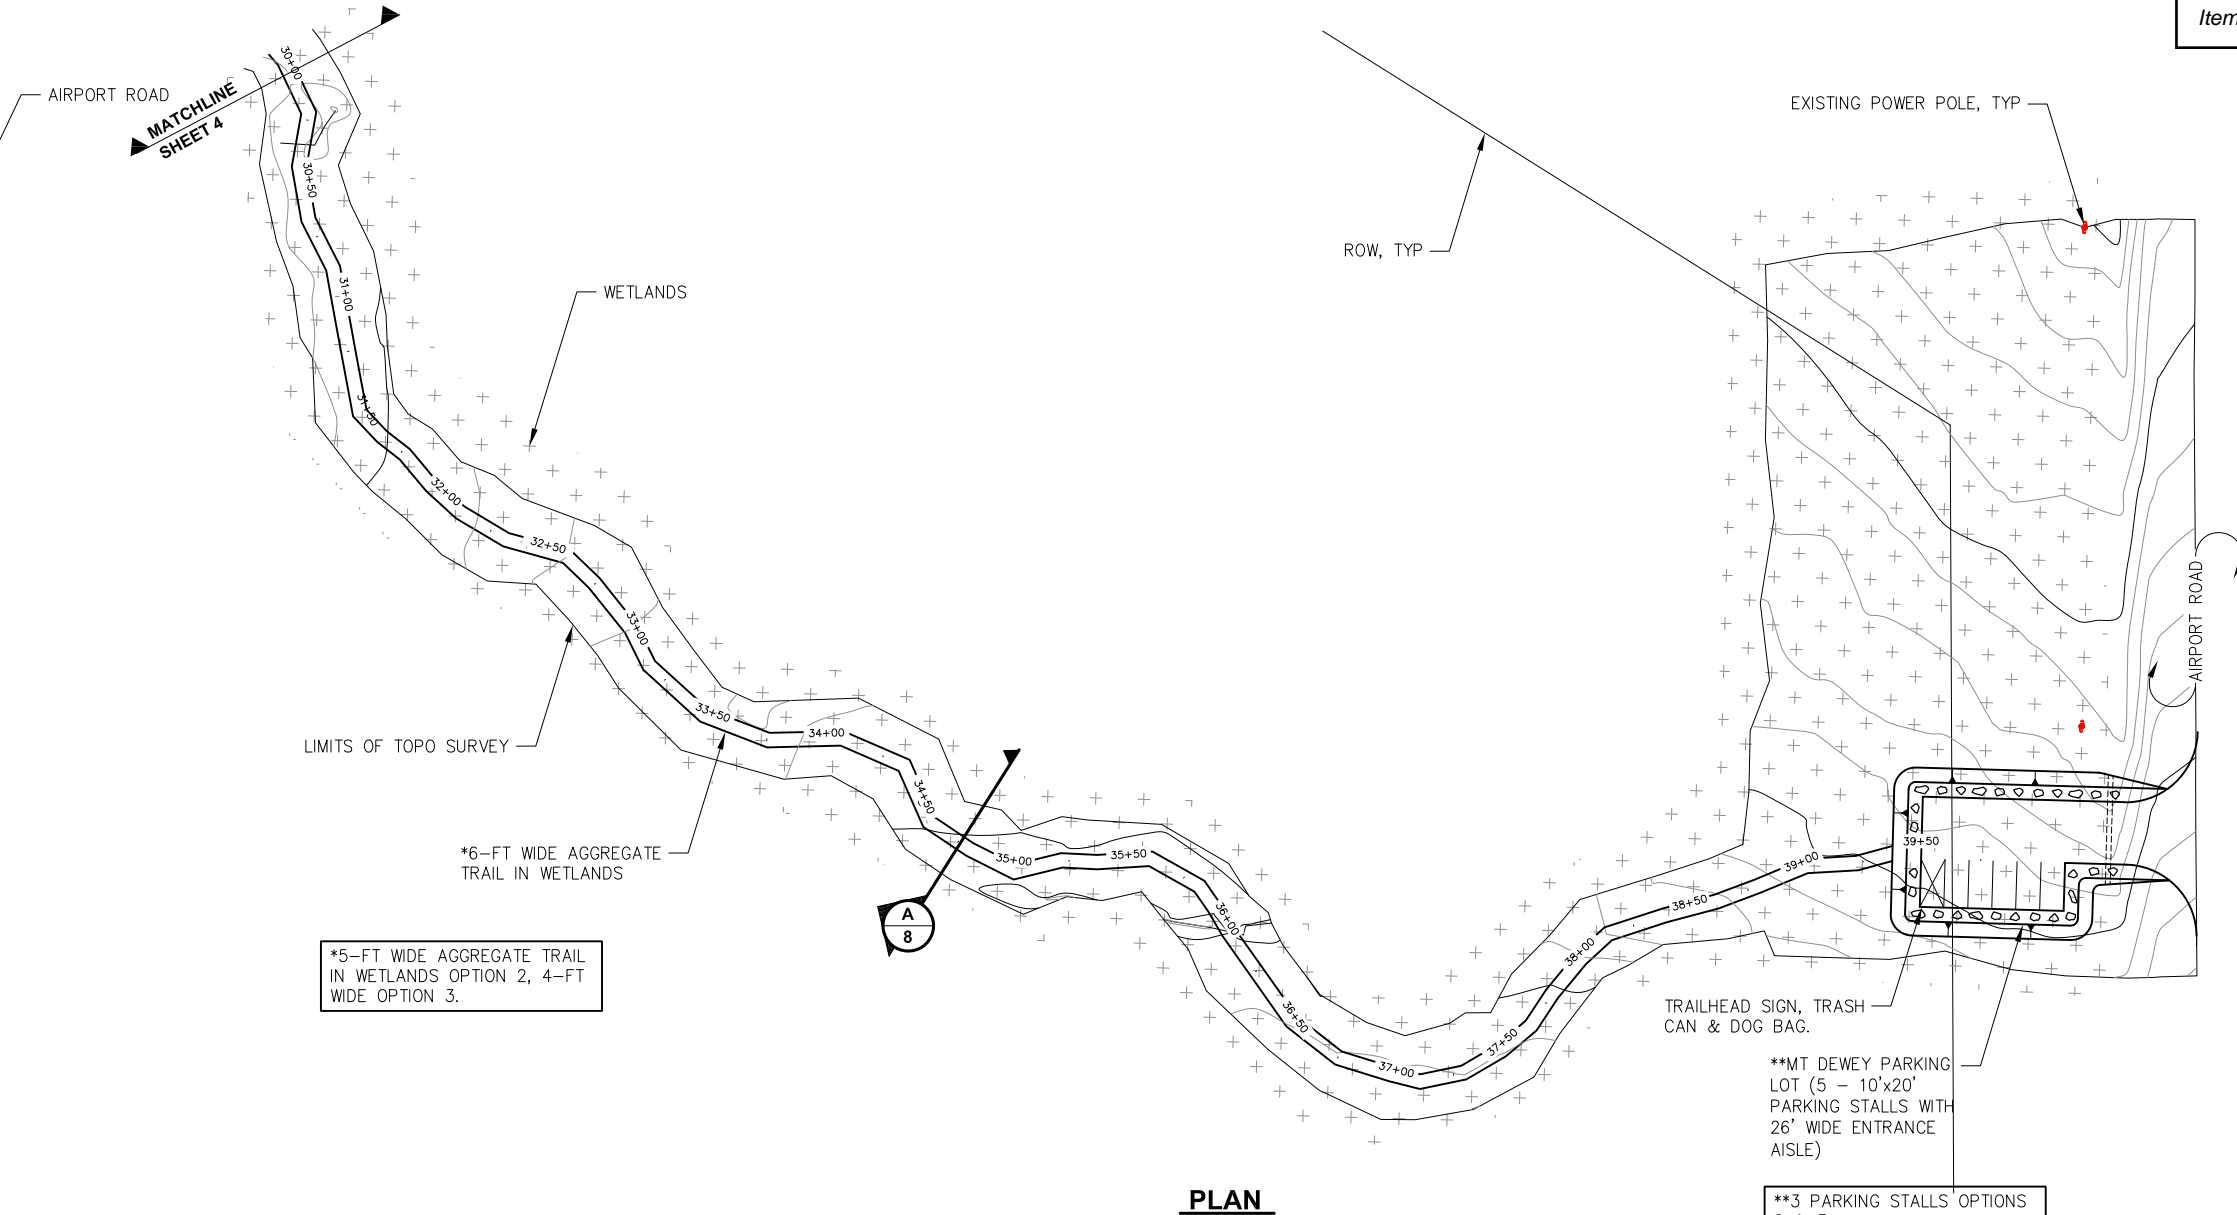 Item
AIRPORT ROAD
MATCHLINE
SHEET 4
EXISTING POWER POLE, TYP
ROW, TYP
WETLANDS
30+00
30+50
31+00
31+50
32+00
32+50
33+00
33+50
34+00
34+50
35+00
35+50
36+00
36+50
37+00
37+50
38+00
38+50
39+00
39+50
AIRPORT ROAD
LIMITS OF TOPO SURVEY
*6-FT WIDE AGGREGATE
TRAIL IN WETLANDS
A
8
*5-FT WIDE AGGREGATE TRAIL
IN WETLANDS OPTION 2, 4-FT
WIDE OPTION 3.
TRAILHEAD SIGN, TRASH
CAN & DOG BAG.
**MT DEWEY PARKING
LOT (5 - 10'x20'
PARKING STALLS WITH
26' WIDE ENTRANCE
AISLE)
PLAN
**3 PARKING STALLS OPTIONS